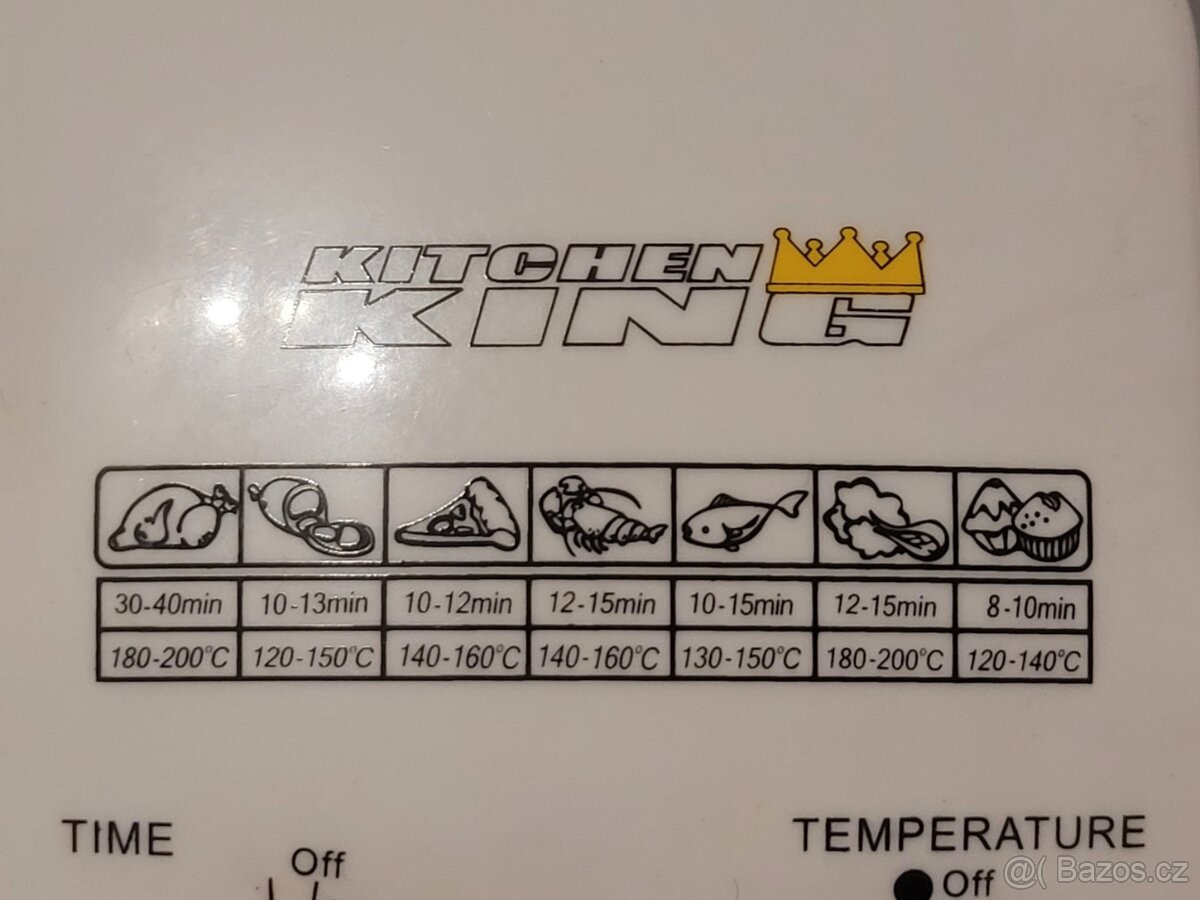 KITCHEN
KING
30-40min 10-13min 10-12min 12-15min 10-15min 12-15min 8-10min
180-200°C 120-150°C 140-160°C 140-160°C 130-150°C 180-200°C 120-140°C
TIME
TEMPERATURE
Off
Off
@( Bazos.cz